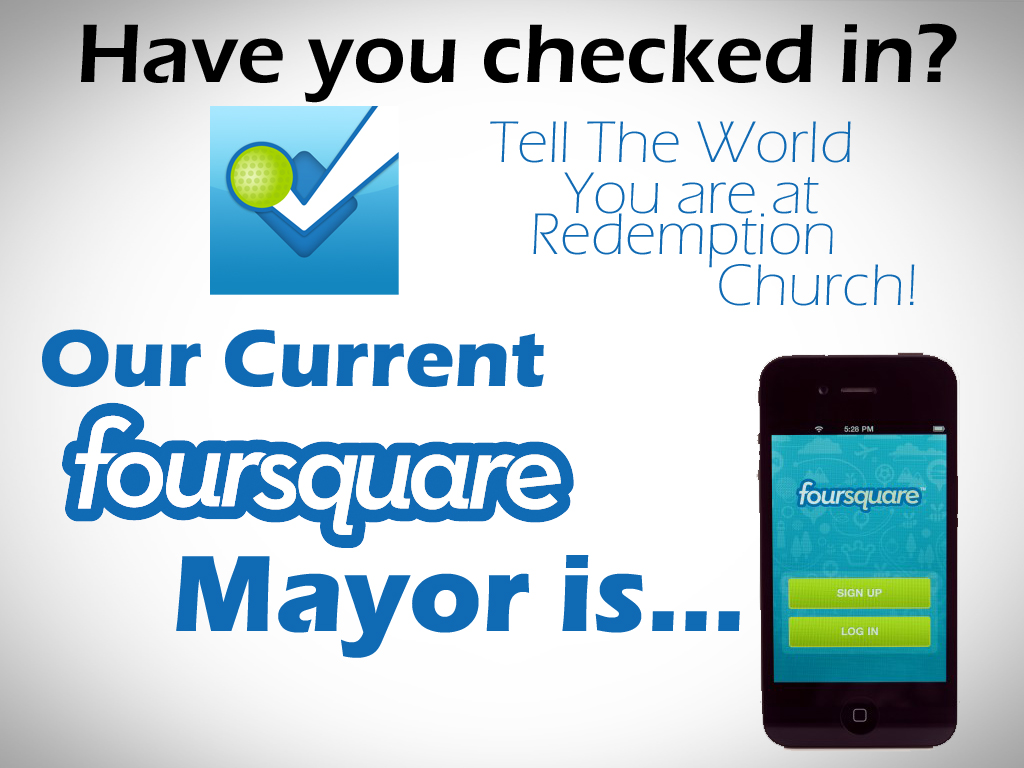 Have you checked in?
Tell The World
You are at
Redemption
Church!
Our Current
foursquare
Mayor is...
5:28 PM
foursquare™
SIGN UP
LOG IN